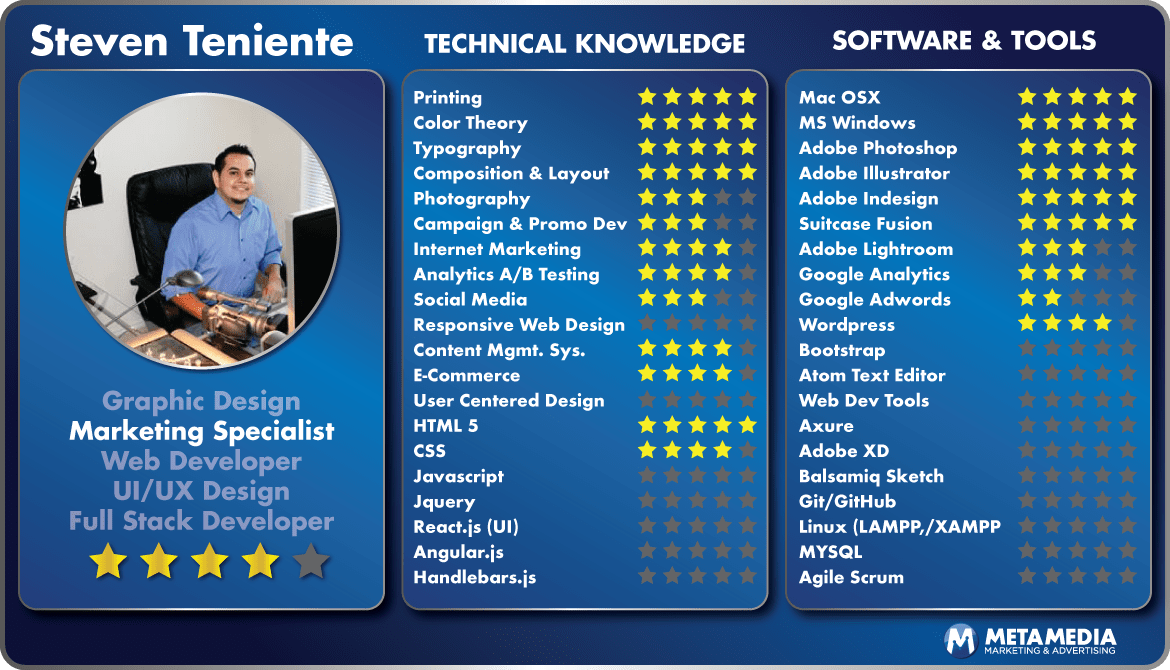 Steven Teniente
Graphic Design
Marketing Specialist
Web Developer
UI/UX Design
Full Stack Developer
TECHNICAL KNOWLEDGE
Printing
Color Theory
Typography
Composition & Layout
Photography
Campaign & Promo Dev
Internet Marketing
Analytics A/B Testing
Social Media
Responsive Web Design
Content Mgmt. Sys.
E-Commerce
User Centered Design
HTML 5
CSS
Javascript
Jquery
React.js (UI)
Angular.js
Handlebars.js
SOFTWARE & TOOLS
Mac OSX
MS Windows
Adobe Photoshop
Adobe Illustrator
Adobe Indesign
Suitcase Fusion
Adobe Lightroom
Google Analytics
Google Adwords
Wordpress
Bootstrap
Atom Text Editor
Web Dev Tools
Axure
Adobe XD
Balsamiq Sketch
Git/GitHub
Linux (LAMPP,/XAMPP
MYSQL
Agile Scrum
M METAMEDIA
MARKETING & ADVERTISING